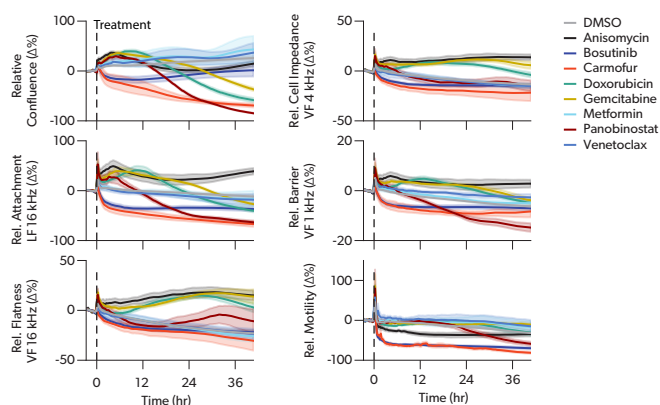 Treatment
Relative
Confluence (Δ%)
100
0
-100
Rel. Cell Impedance
VF 4 kHz (Δ%)
50
0
-50
DMSO
Anisomycin
Bosutinib
Carmofur
Doxorubicin
Gemcitabine
Metformin
Panobinostat
Venetoclax
Rel. Attachment
LF 16 kHz (Δ%)
100
0
-100
Rel. Barrier
VF 1 kHz (Δ%)
20
0
-20
Rel. Flatness
VF 16 kHz (Δ%)
50
0
-50
0 12 24 36
Time (hr)
Rel. Motility (Δ%)
100
0
-100
0 12 24 36
Time (hr)